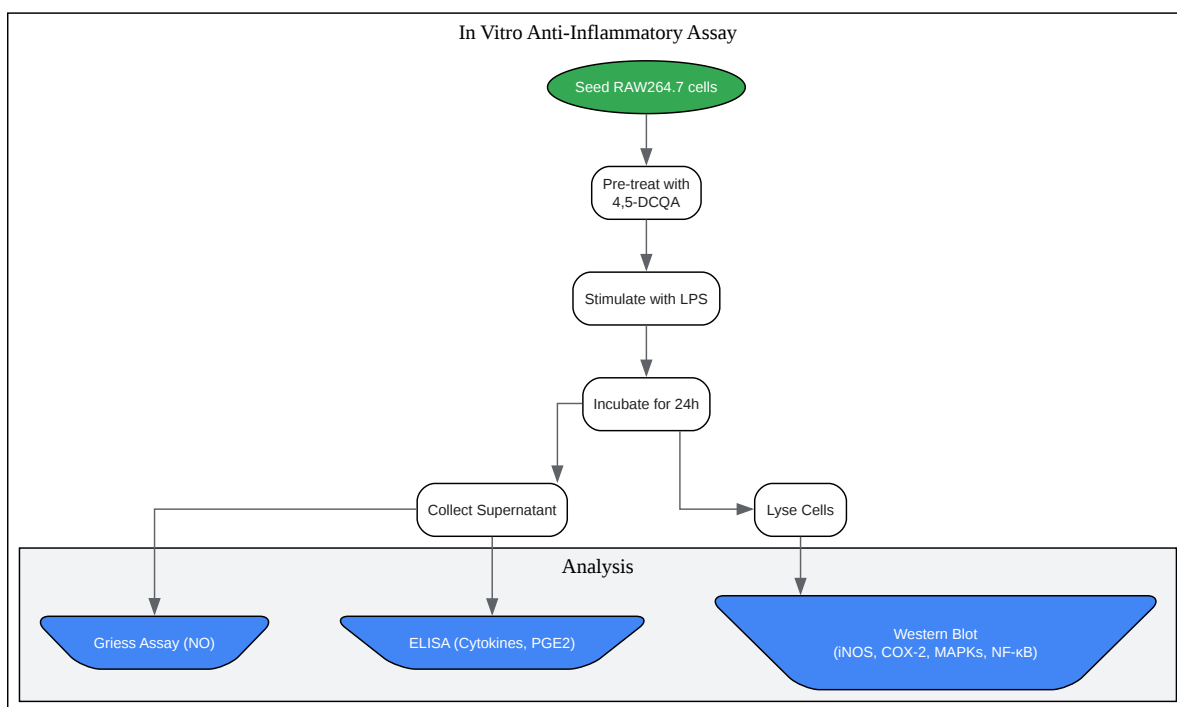 In Vitro Anti-Inflammatory Assay
Seed RAW264.7 cells
Pre-treat with
4,5-DCQA
Stimulate with LPS
Incubate for 24h
Collect Supernatant
Lyse Cells
Analysis
Griess Assay (NO)
ELISA (Cytokines, PGE2)
Western Blot
(iNOS, COX-2, MAPKs, NF-κB)